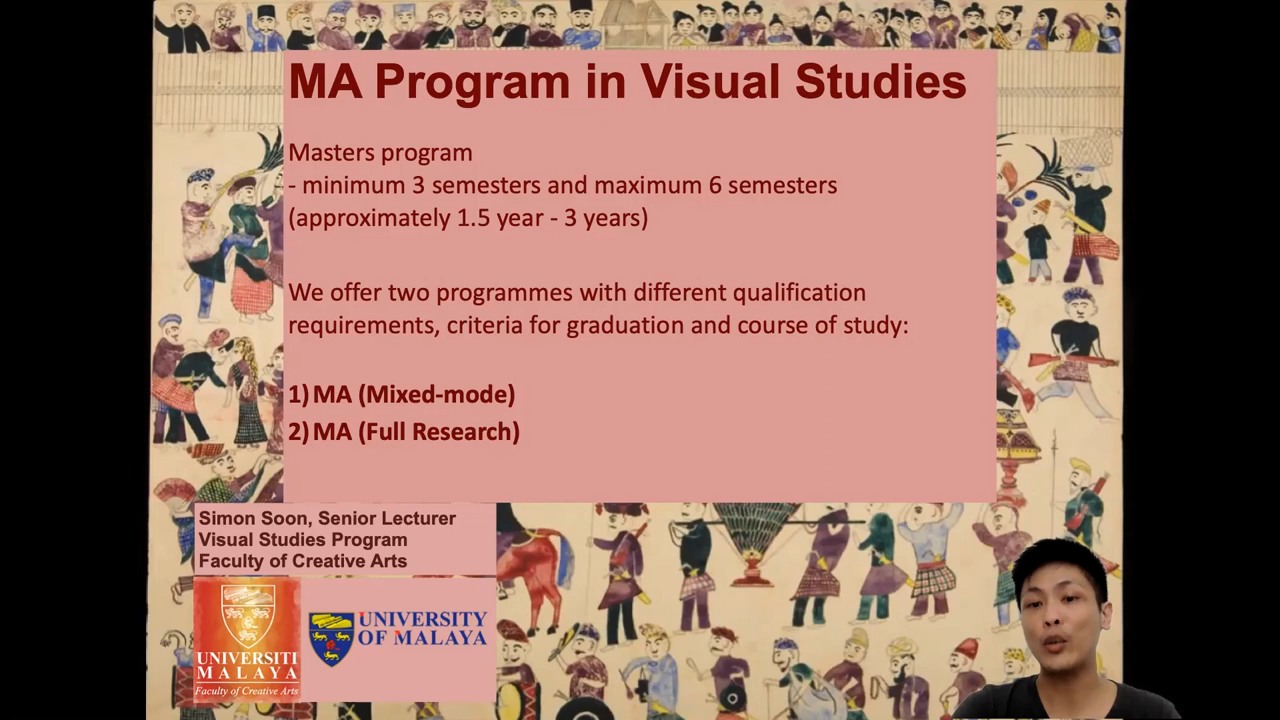 MA Program in Visual Studies
Masters program
- minimum 3 semesters and maximum 6 semesters
(approximately 1.5 year - 3 years)
We offer two programmes with different qualification
requirements, criteria for graduation and course of study:
1) MA (Mixed-mode)
2) MA (Full Research)
Simon Soon, Senior Lecturer
Visual Studies Program
Faculty of Creative Arts
UNIVERSITI
MALAYA
Faculty of Creative Arts
UNIVERSITY
OF MALAYA